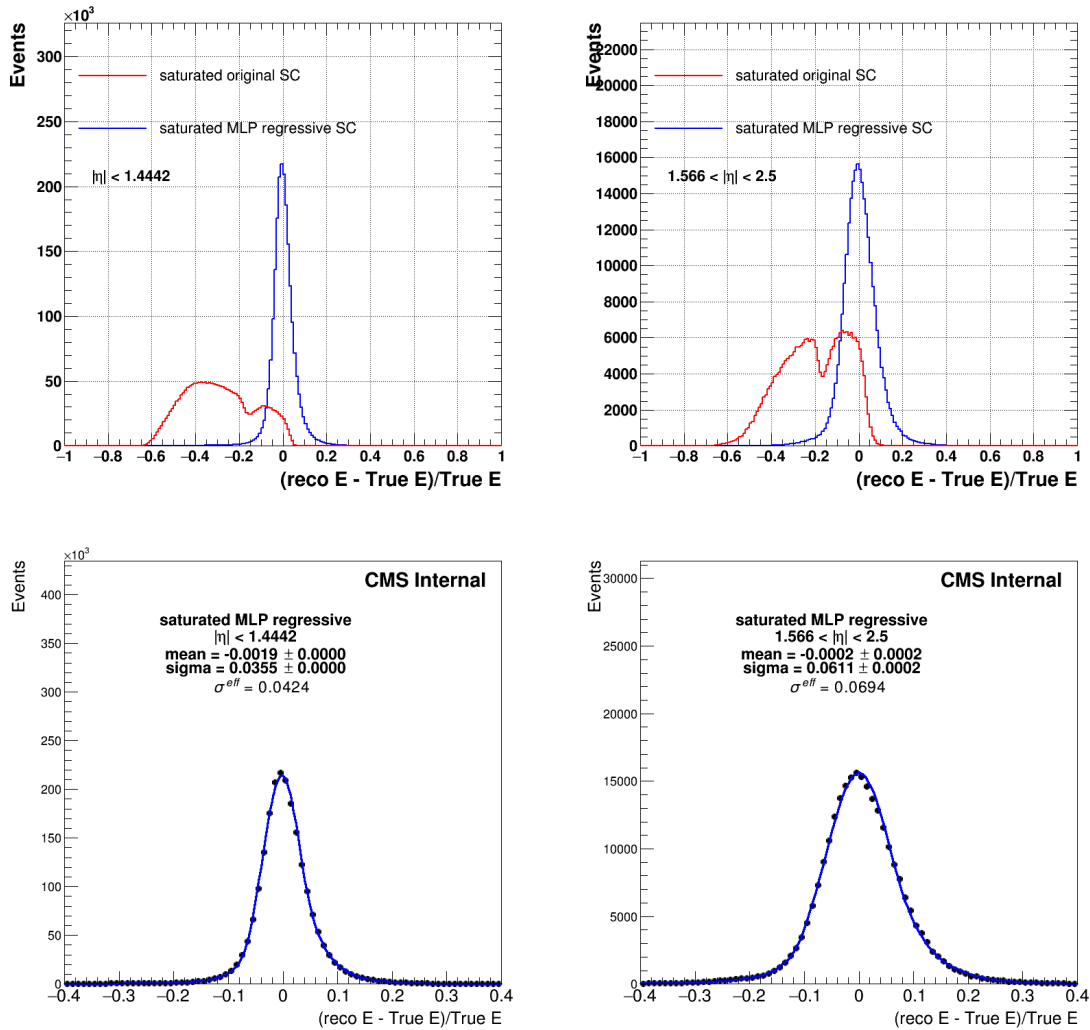 ×10³
Events
300
250
200
150
100
50
0
saturated original SC
saturated MLP regressive SC
|η| < 1.4442
−1 −0.8 −0.6 −0.4 −0.2 0 0.2 0.4 0.6 0.8 1
(reco E - True E)/True E
Events
22000
20000
18000
16000
14000
12000
10000
8000
6000
4000
2000
0
saturated original SC
saturated MLP regressive SC
1.566 < |η| < 2.5
−1 −0.8 −0.6 −0.4 −0.2 0 0.2 0.4 0.6 0.8 1
(reco E - True E)/True E
×10³
Events
400
350
300
250
200
150
100
50
0
CMS Internal
saturated MLP regressive
|η| < 1.4442
mean = -0.0019 ± 0.0000
sigma = 0.0355 ± 0.0000
σ^eff = 0.0424
−0.4 −0.3 −0.2 −0.1 0 0.1 0.2 0.3 0.4
(reco E - True E)/True E
Events
30000
25000
20000
15000
10000
5000
0
CMS Internal
saturated MLP regressive
1.566 < |η| < 2.5
mean = -0.0002 ± 0.0002
sigma = 0.0611 ± 0.0002
σ^eff = 0.0694
−0.4 −0.3 −0.2 −0.1 0 0.1 0.2 0.3 0.4
(reco E - True E)/True E